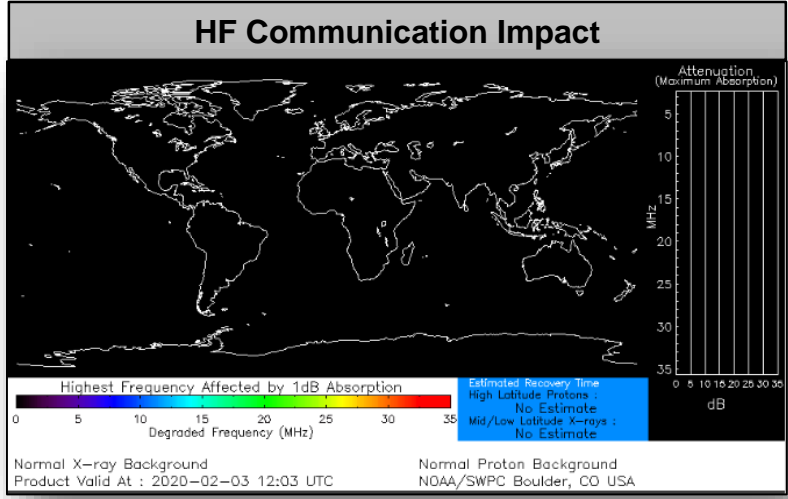 HF Communication Impact
Attenuation
(Maximum Absorption)
5
10
15
20
25
30
35
MHz
0 5 10 15 20 25 30 35
dB
Highest Frequency Affected by 1dB Absorption
0 5 10 15 20 25 30 35
Degraded Frequency (MHz)
Estimated Recovery Time
High Latitude Protons :
No Estimate
Mid/Low Latitude X-rays :
No Estimate
Normal X-ray Background
Normal Proton Background
Product Valid At : 2020-02-03 12:03 UTC
NOAA/SWPC Boulder, CO USA